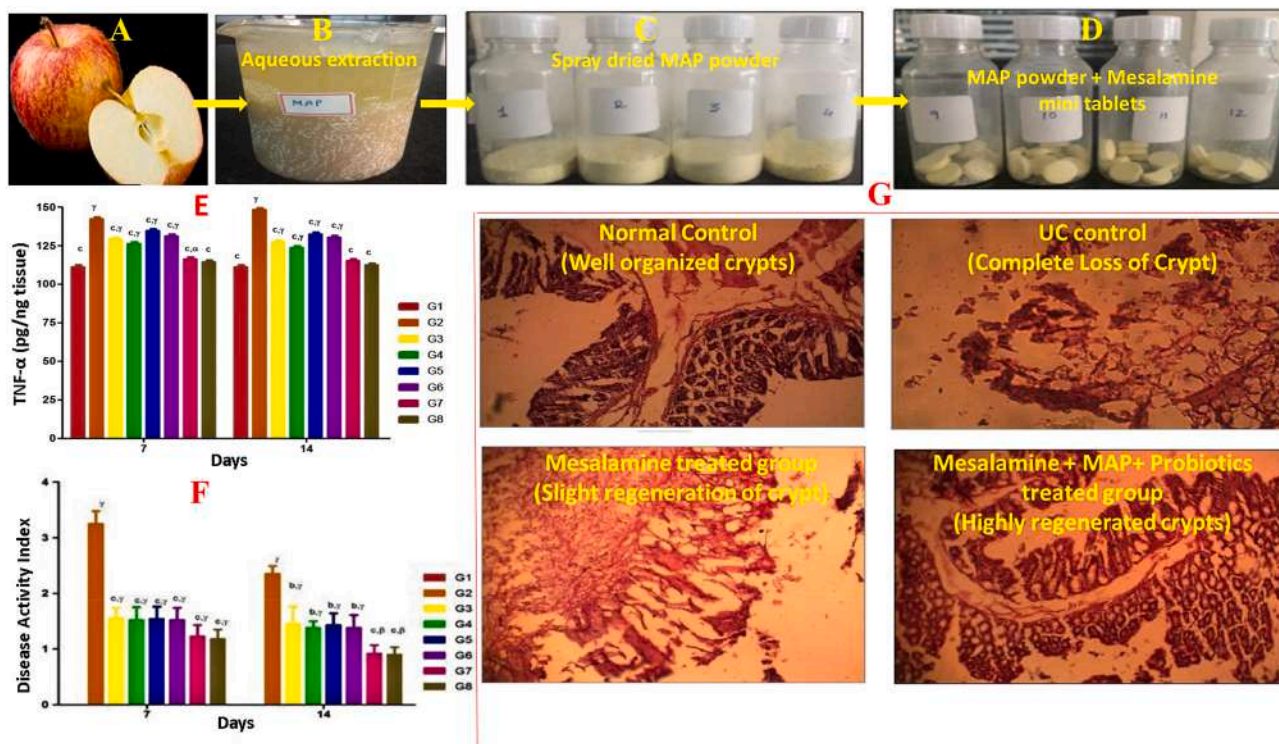 A
B
Aqueous extraction
MAP
C
Spray dried MAP powder
1
2
3
4
D
MAP powder + Mesalamine
mini tablets
9
10
11
12
E
150
125
100
75
50
25
0
TNF-α (pg/ng tissue)
c
γ
c,γ
c,γ
c,γ
c,γ
c,α
c
c
γ
c,γ
c,γ
c,γ
c,γ
c
c
7
14
Days
G1
G2
G3
G4
G5
G6
G7
G8
F
4
3
2
1
0
Disease Activity Index
γ
c,γ
c,γ
c,γ
c,γ
c,γ
c,γ
γ
b,γ
b,γ
b,γ
b,γ
c,β
c,β
7
14
Days
G1
G2
G3
G4
G5
G6
G7
G8
G
Normal Control
(Well organized crypts)
UC control
(Complete Loss of Crypt)
Mesalamine treated group
(Slight regeneration of crypt)
Mesalamine + MAP+ Probiotics
treated group
(Highly regenerated crypts)